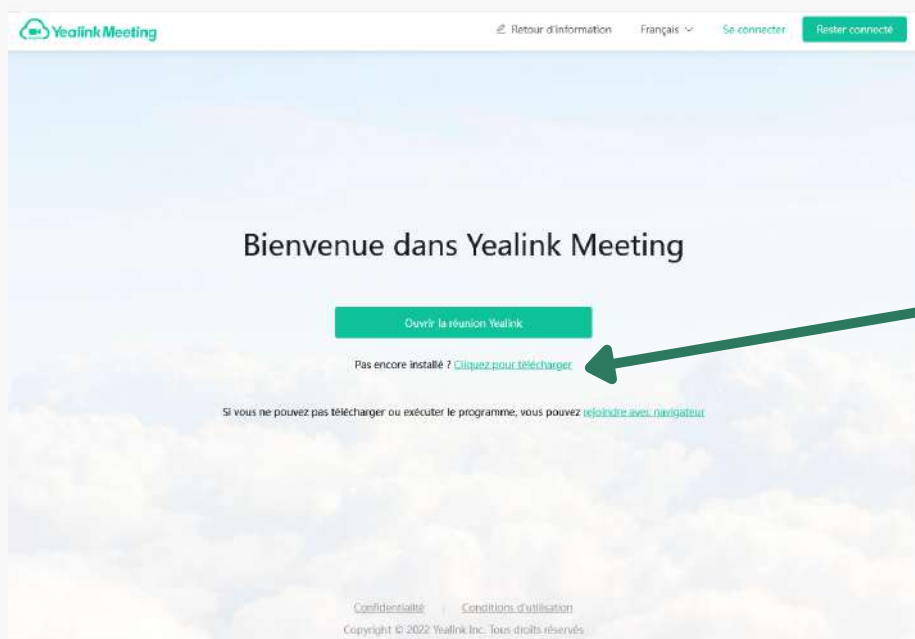 Yealink Meeting
Retour d'information Français Se connecter Rester connecté
Bienvenue dans Yealink Meeting
Ouvrir la réunion Yealink
Pas encore installé ? Cliquez pour télécharger
Si vous ne pouvez pas télécharger ou exécuter le programme, vous pouvez rejoindre avec navigateur
Confidentialité | Conditions d'utilisation
Copyright © 2022 Yealink Inc. Tous droits réservés